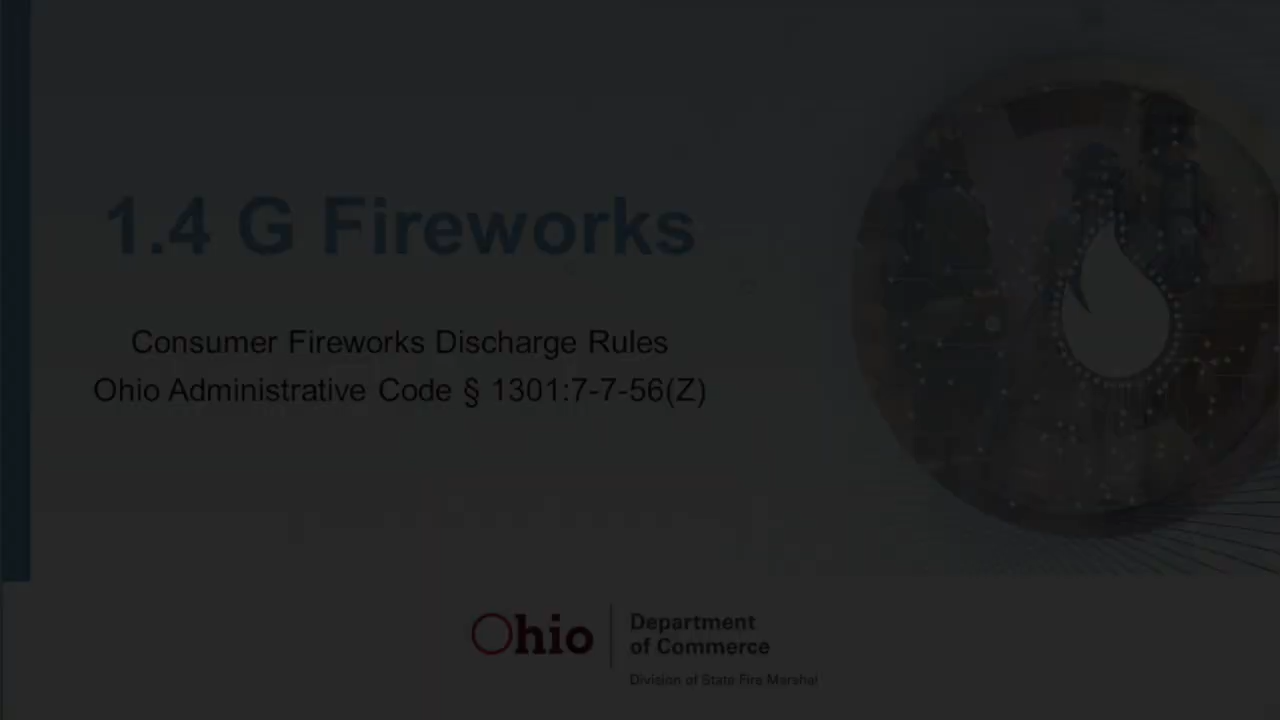 1.4 G Fireworks
Consumer Fireworks Discharge Rules
Ohio Administrative Code § 1301:7-7-56(Z)
Ohio
Department
of Commerce
Division of State Fire Marshal